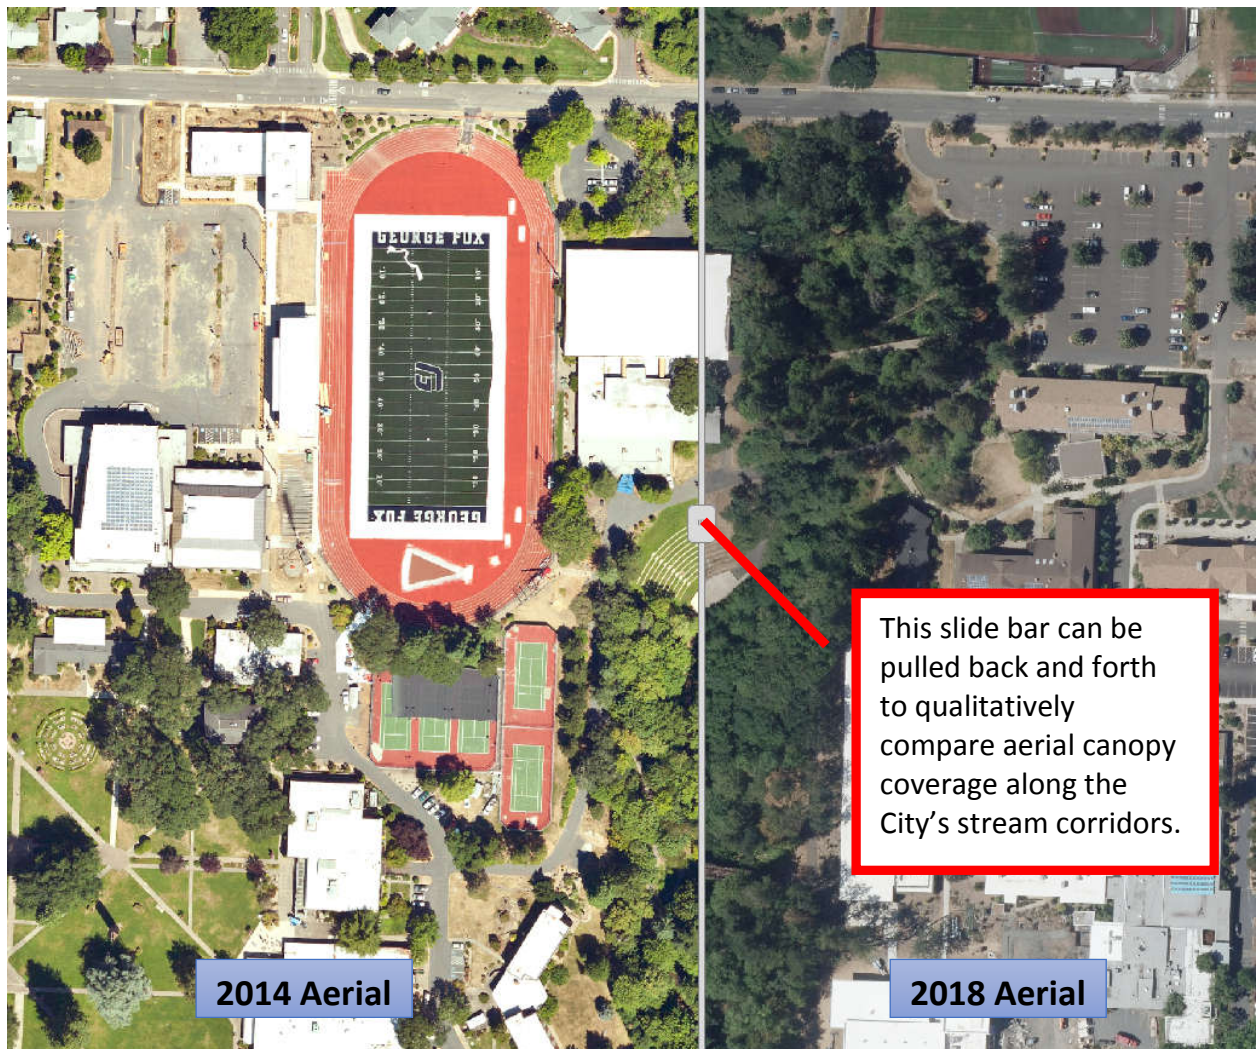 GEORGE FOX
GEORGE FOX
This slide bar can be
pulled back and forth
to qualitatively
compare aerial canopy
coverage along the
City’s stream corridors.
2014 Aerial
2018 Aerial